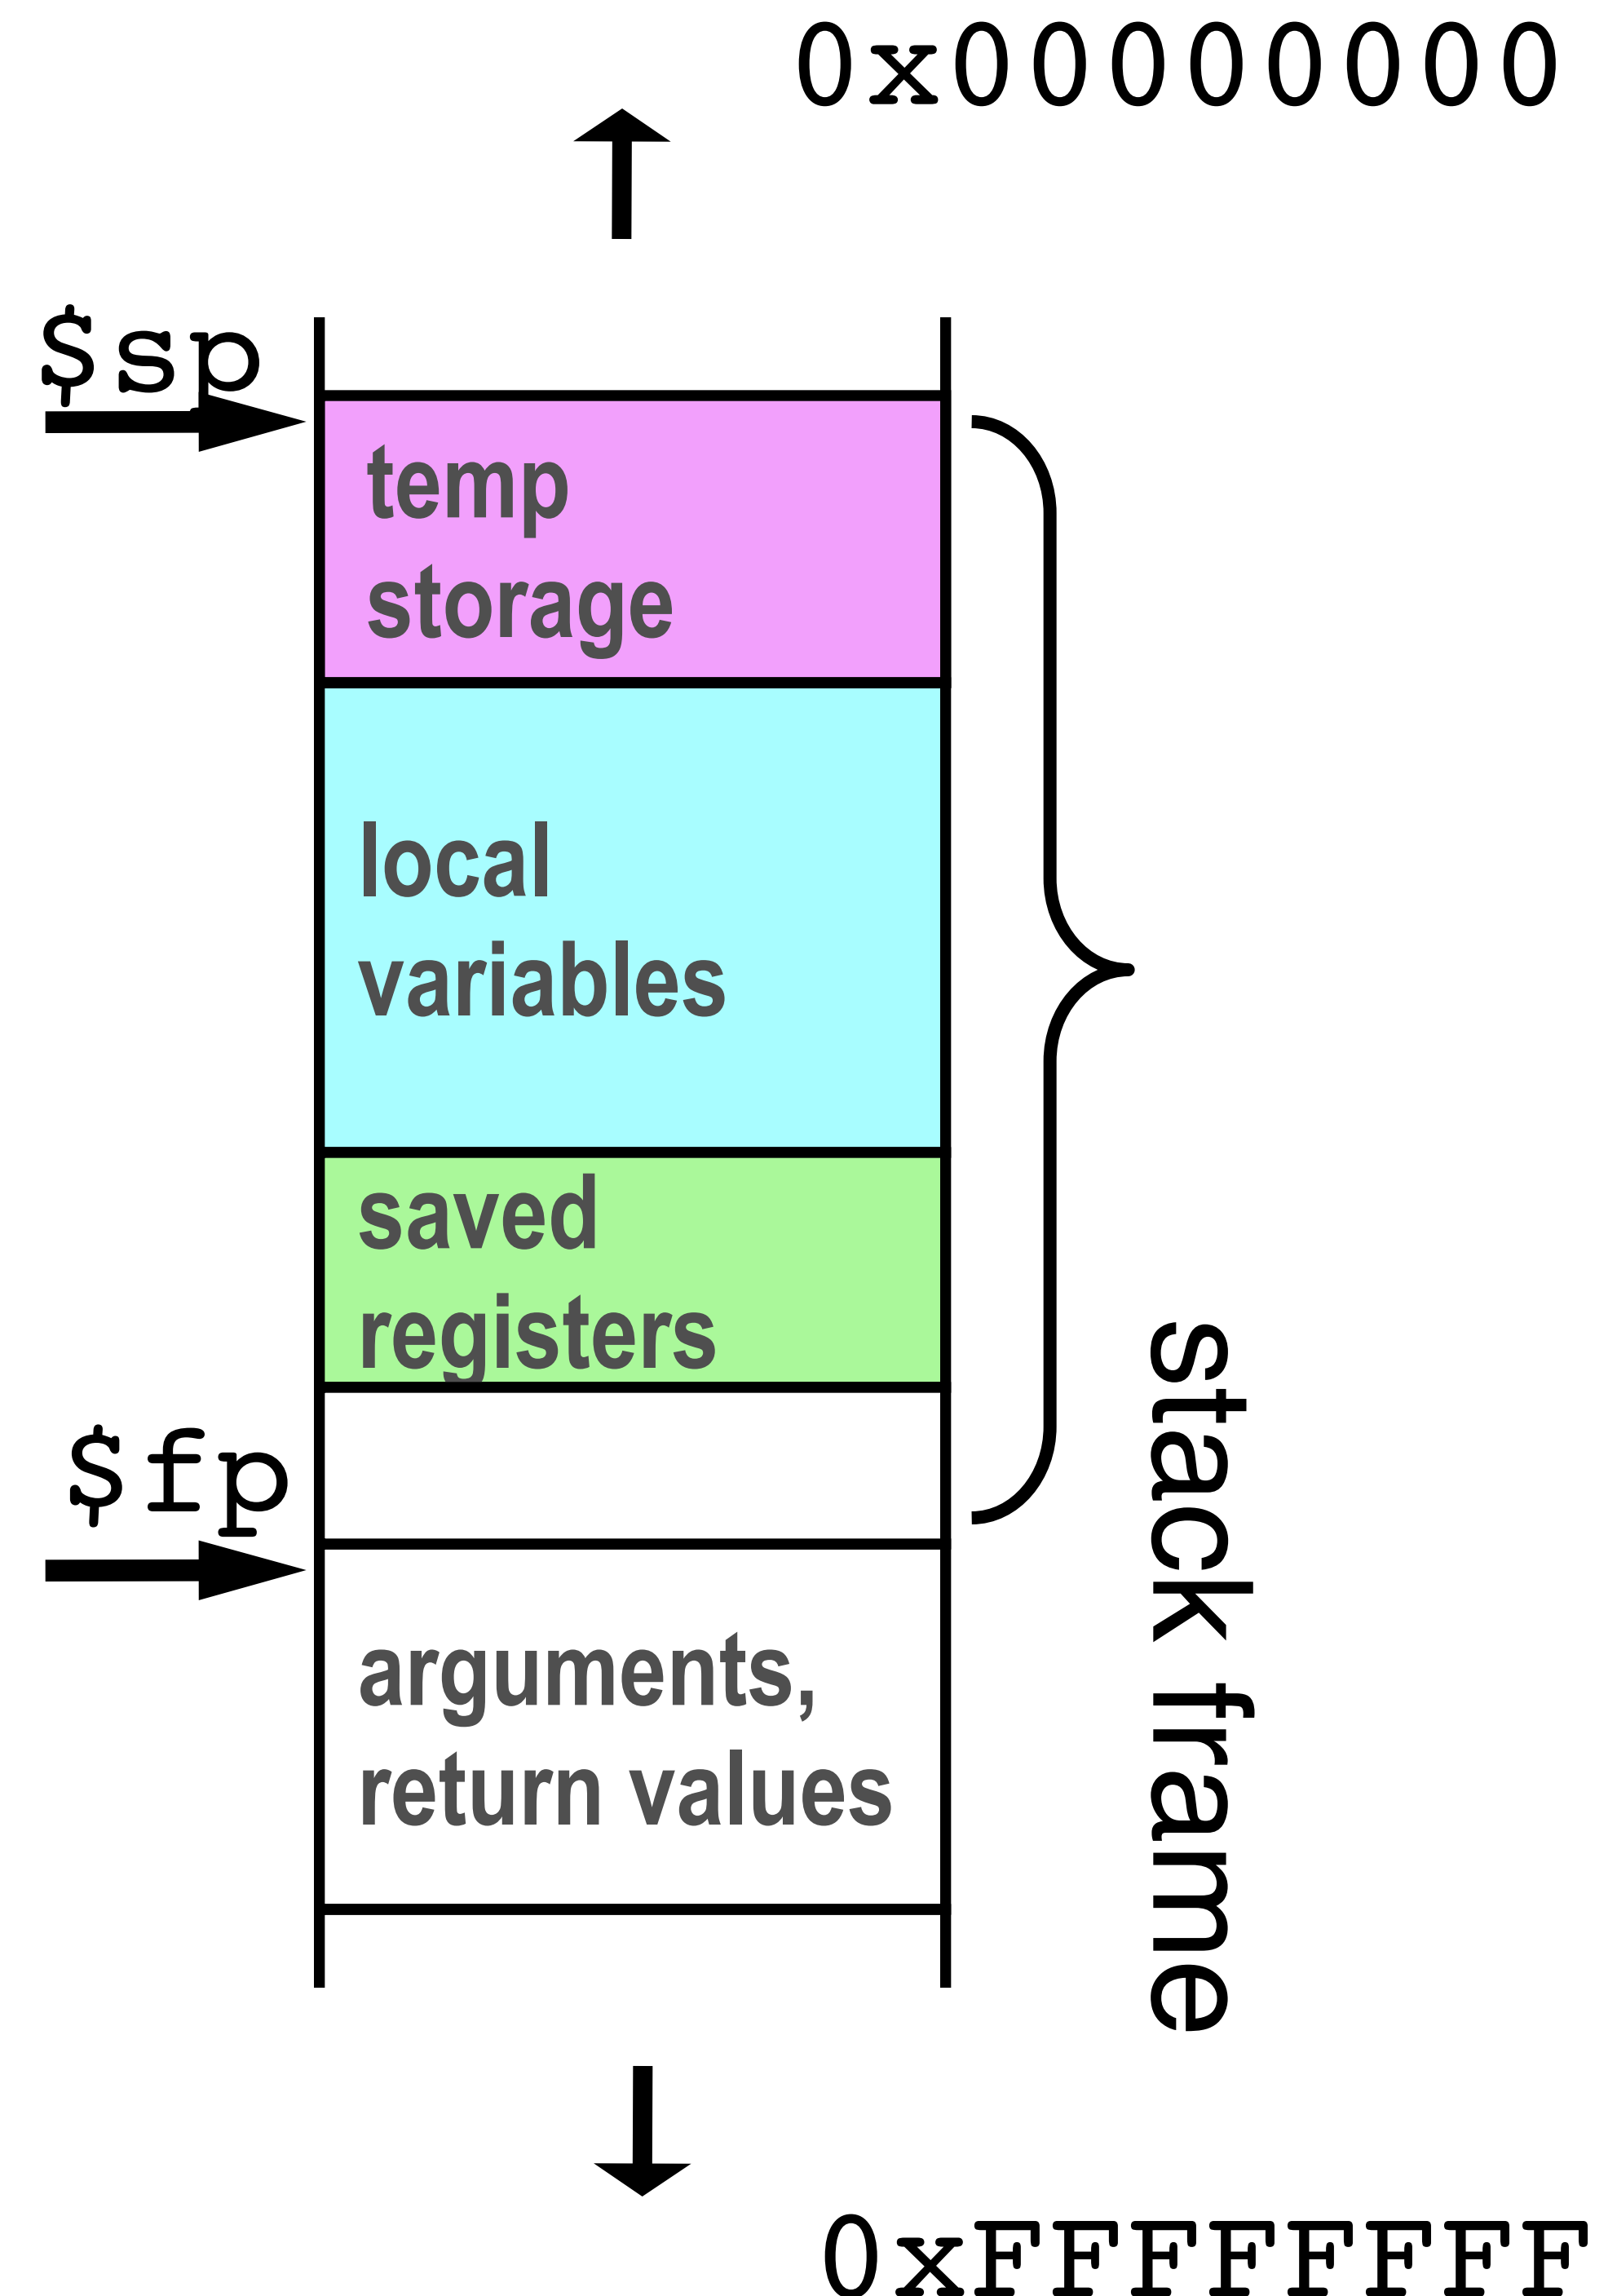 0x00000000
$sp
temp
storage
local
variables
saved
registers
$fp
arguments,
return values
stack frame
0xFFFFFFFF